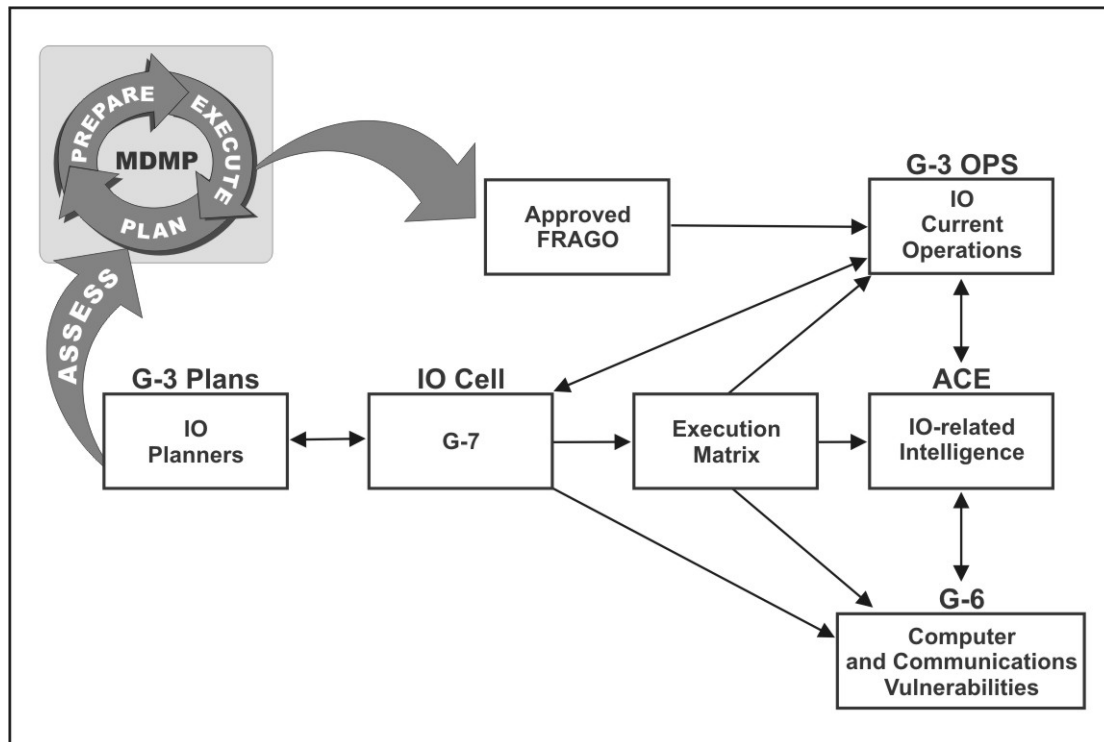 PREPARE
EXECUTE
MDMP
PLAN
ASSESS
Approved
FRAGO
G-3 OPS
IO
Current
Operations
G-3 Plans
IO
Planners
IO Cell
G-7
Execution
Matrix
ACE
IO-related
Intelligence
G-6
Computer
and Communications
Vulnerabilities